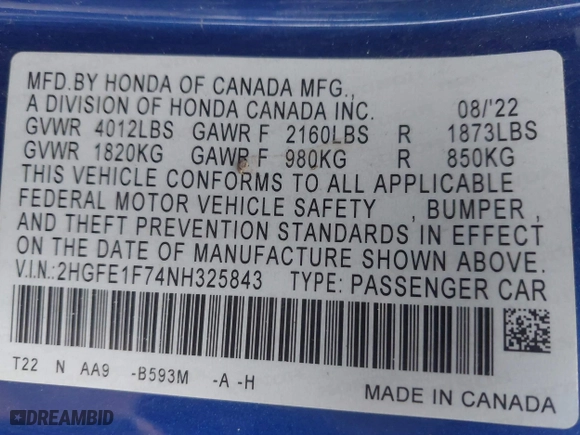 MFD.BY HONDA OF CANADA MFG.,
A DIVISION OF HONDA CANADA INC. 08/'22
GVWR 4012LBS GAWR F 2160LBS R 1873LBS
GVWR 1820KG GAWR F 980KG R 850KG
THIS VEHICLE CONFORMS TO ALL APPLICABLE
FEDERAL MOTOR VEHICLE SAFETY , BUMPER ,
AND THEFT PREVENTION STANDARDS IN EFFECT
ON THE DATE OF MANUFACTURE SHOWN ABOVE.
V.I.N.:2HGFE1F74NH325843 TYPE: PASSENGER CAR
T22 N AA9 -B593M -A -H
MADE IN CANADA
DREAMBID